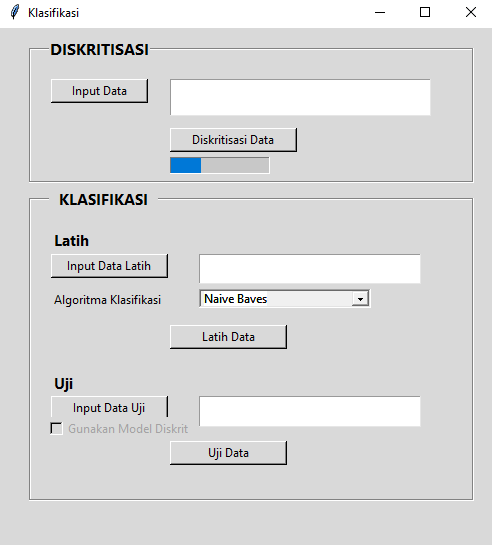 Klasifikasi
DISKRITISASI
Input Data
Diskritisasi Data
KLASIFIKASI
Latih
Input Data Latih
Algoritma Klasifikasi
Naive Baves
Latih Data
Uji
Input Data Uji
Gunakan Model Diskrit
Uji Data